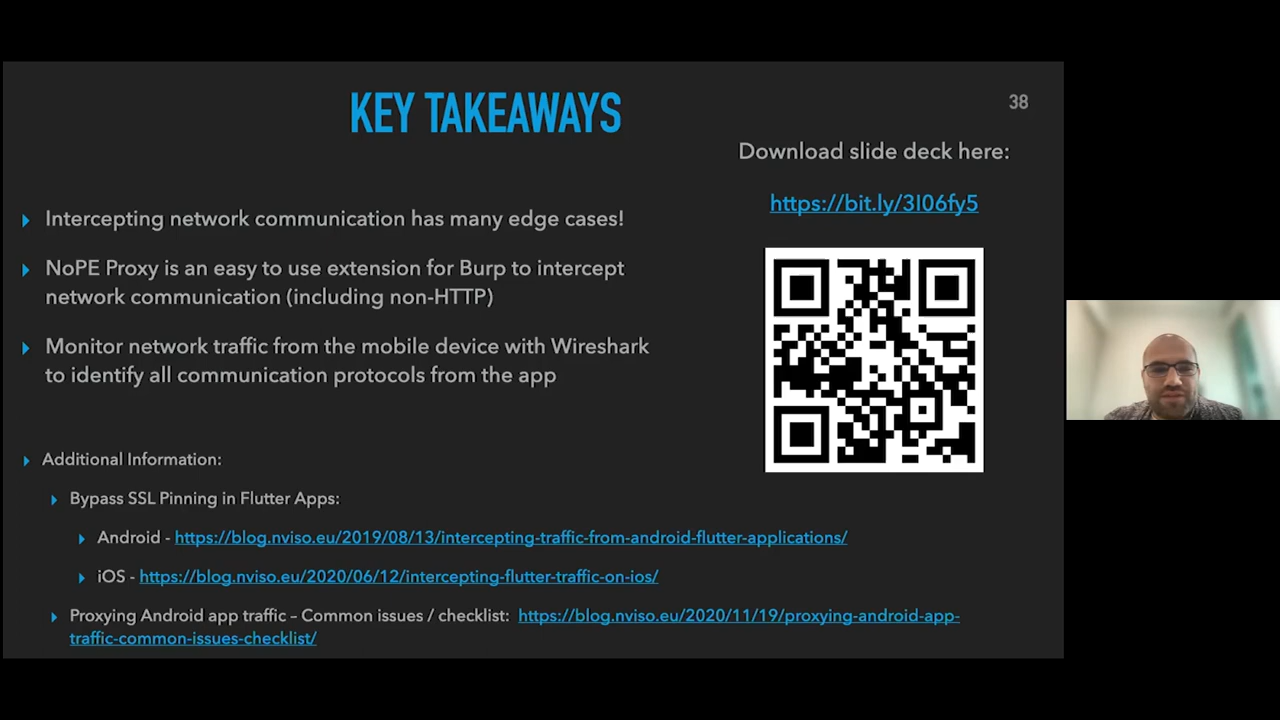 KEY TAKEAWAYS
38
Download slide deck here:
https://bit.ly/3I06fy5
Intercepting network communication has many edge cases!
NoPE Proxy is an easy to use extension for Burp to intercept
network communication (including non-HTTP)
Monitor network traffic from the mobile device with Wireshark
to identify all communication protocols from the app
Additional Information:
Bypass SSL Pinning in Flutter Apps:
Android - https://blog.nviso.eu/2019/08/13/intercepting-traffic-from-android-flutter-applications/
iOS - https://blog.nviso.eu/2020/06/12/intercepting-flutter-traffic-on-ios/
Proxying Android app traffic – Common issues / checklist: https://blog.nviso.eu/2020/11/19/proxying-android-app-
traffic-common-issues-checklist/